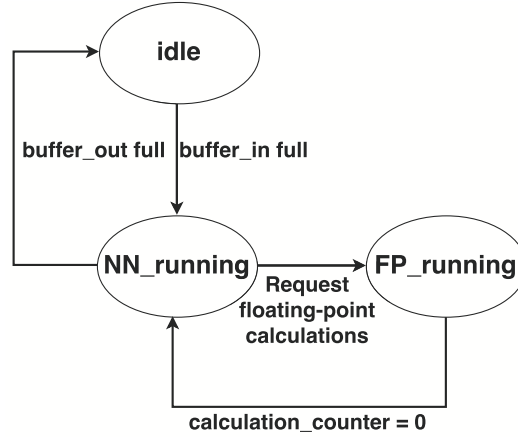 idle
buffer_out full
buffer_in full
NN_running
FP_running
Request
floating-point
calculations
calculation_counter = 0